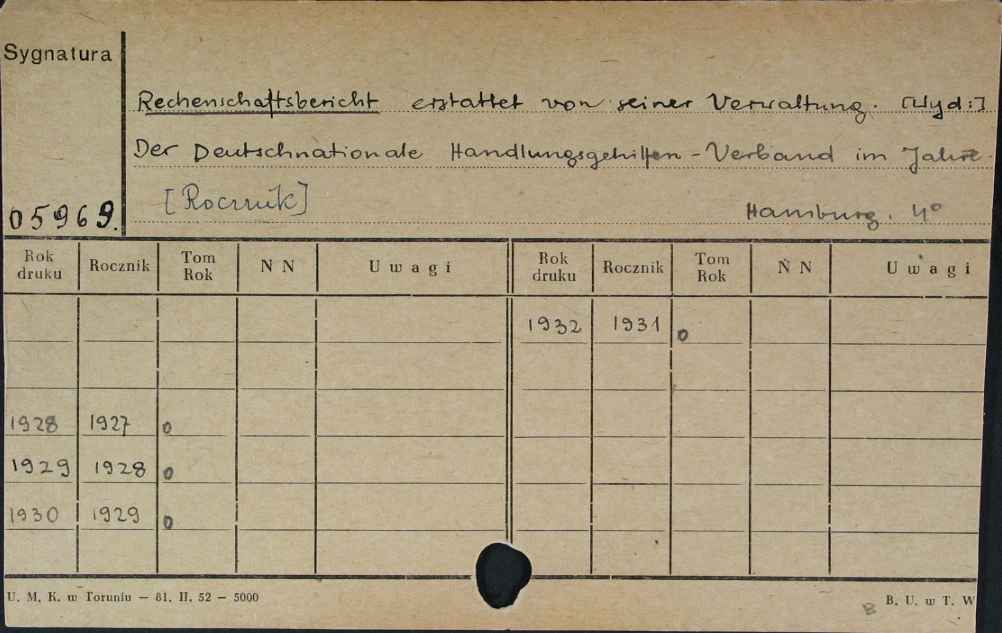 Sygnatura
Rechenschaftsbericht erstattet von seiner Verwaltung. [Wyd:]
Der Deutschnationale Handlungsgehilfen-Verband im Jahre.
[Rocznik]
05969. Hamburg. 4°
Rok druku Rocznik Tom Rok N N Uwagi Rok druku Rocznik Tom Rok N N Uwagi
1932 1931 0
1928 1927 0
1929 1928 0
1930 1929 0
U. M. K. w Toruniu — 81. II. 52 — 5000 B. U. w T. W